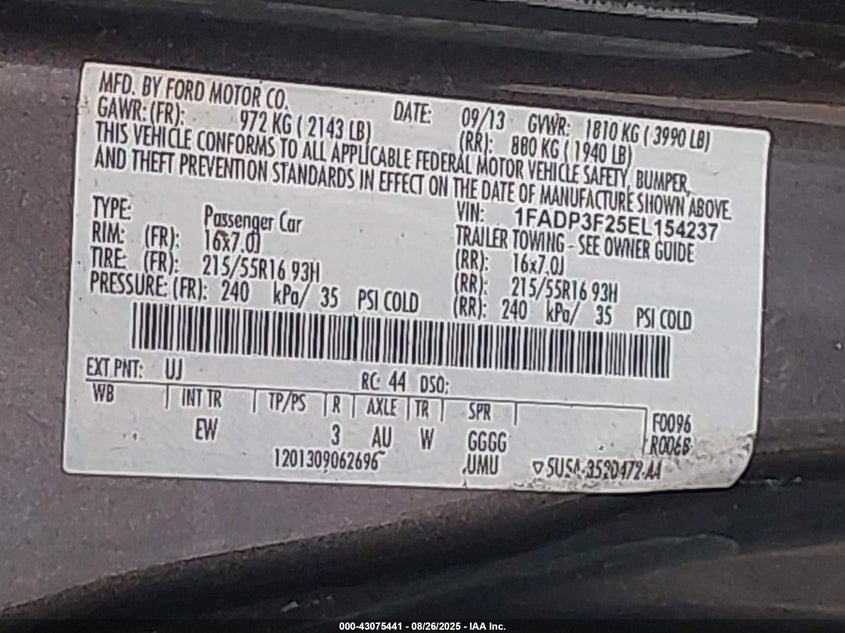 MFD. BY FORD MOTOR CO. DATE: 09/13 GVWR: 1810 KG ( 3990 LB)
GAWR: (FR): 972 KG ( 2143 LB) (RR): 880 KG ( 1940 LB)
THIS VEHICLE CONFORMS TO ALL APPLICABLE FEDERAL MOTOR VEHICLE SAFETY, BUMPER,
AND THEFT PREVENTION STANDARDS IN EFFECT ON THE DATE OF MANUFACTURE SHOWN ABOVE.
VIN: 1FADP3F25EL154237
TYPE: Passenger Car TRAILER TOWING - SEE OWNER GUIDE
RIM: (FR): 16x7.0J (RR): 16x7.0J
TIRE: (FR): 215/55R16 93H (RR): 215/55R16 93H
PRESSURE: (FR): 240 kPa/ 35 PSI COLD (RR): 240 kPa/ 35 PSI COLD
EXT PNT: UJ RC: 44 DSO:
WB INT TR TP/PS R AXLE TR SPR F0096
EW 3 AU W GGGG R006B
1201309062696 UMU
000-43075441 - 08/26/2025 - IAA Inc.